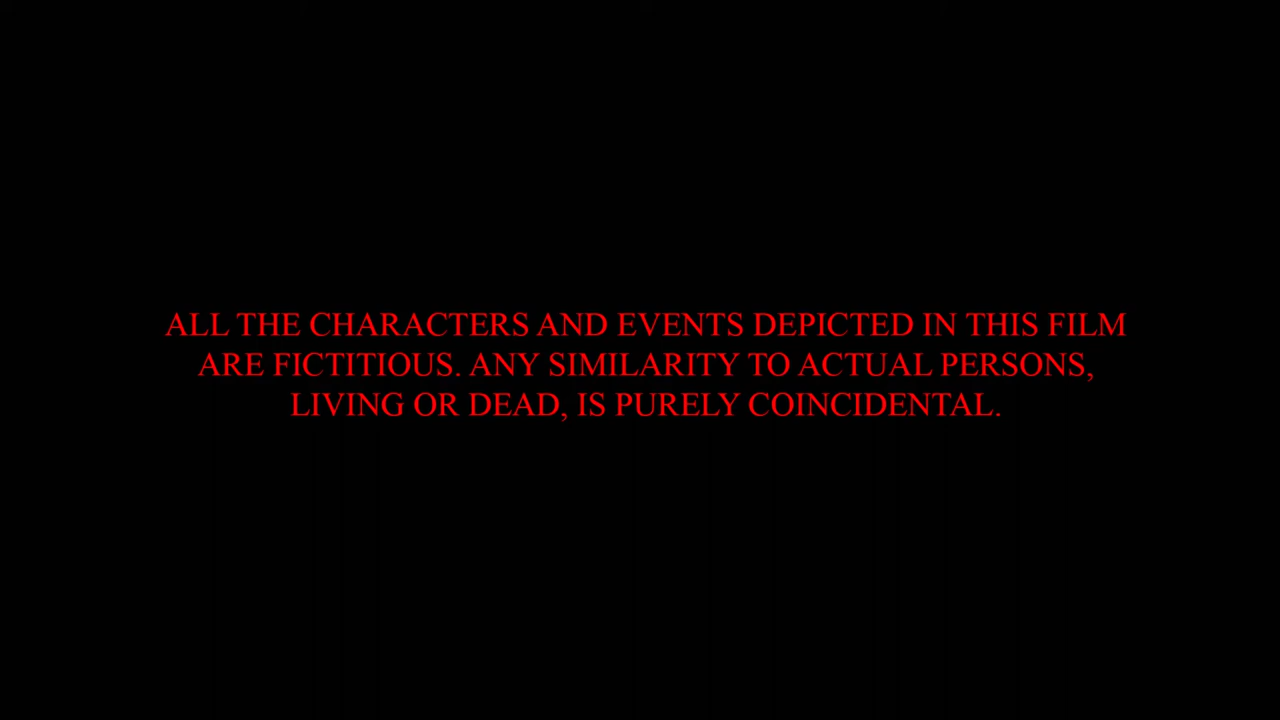 ALL THE CHARACTERS AND EVENTS DEPICTED IN THIS FILM
ARE FICTITIOUS. ANY SIMILARITY TO ACTUAL PERSONS,
LIVING OR DEAD, IS PURELY COINCIDENTAL.